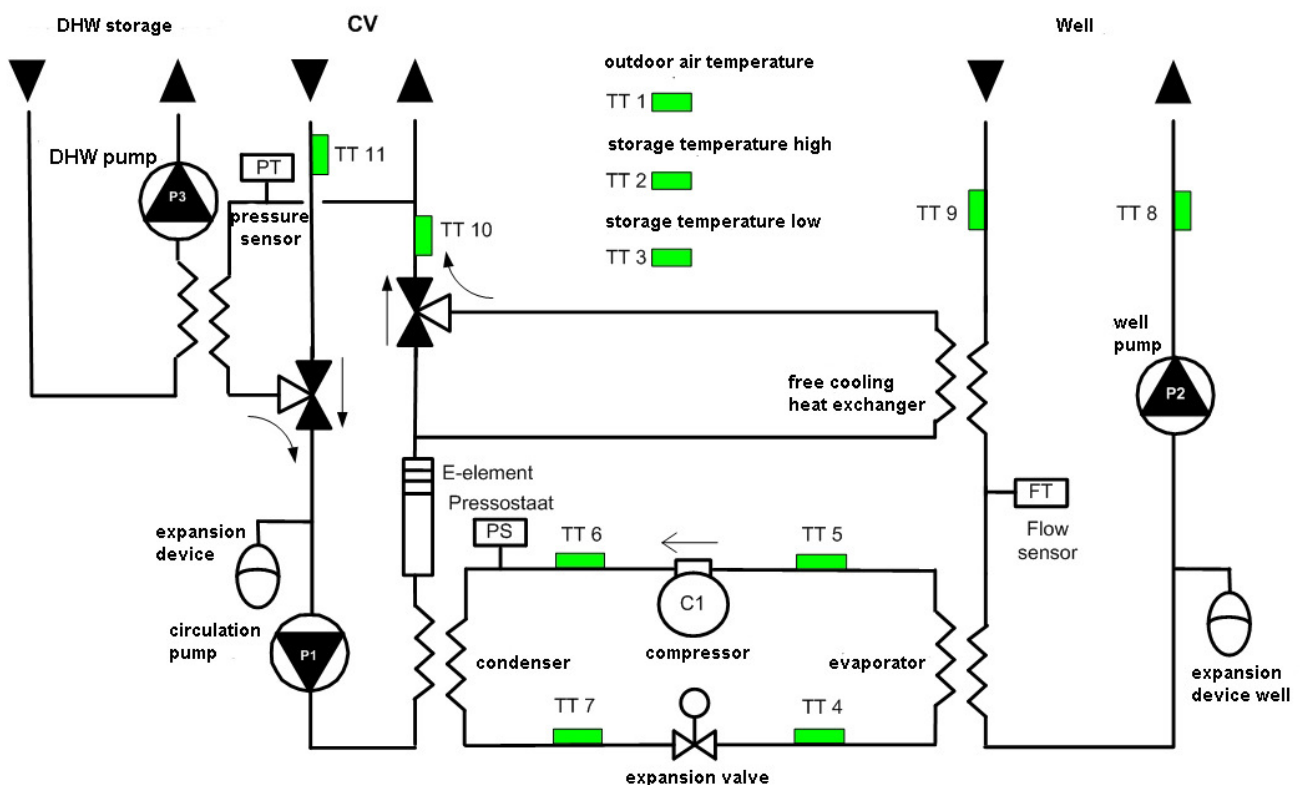 DHW storage
CV
Well
outdoor air temperature
TT 1
storage temperature high
TT 2
storage temperature low
TT 3
DHW pump
P3
PT
pressure
sensor
TT 11
TT 10
TT 9
TT 8
well
pump
P2
free cooling
heat exchanger
E-element
Pressostaat
PS
TT 6
TT 5
FT
Flow
sensor
expansion
device
circulation
pump
P1
condenser
C1
compressor
evaporator
TT 7
TT 4
expansion valve
expansion
device well